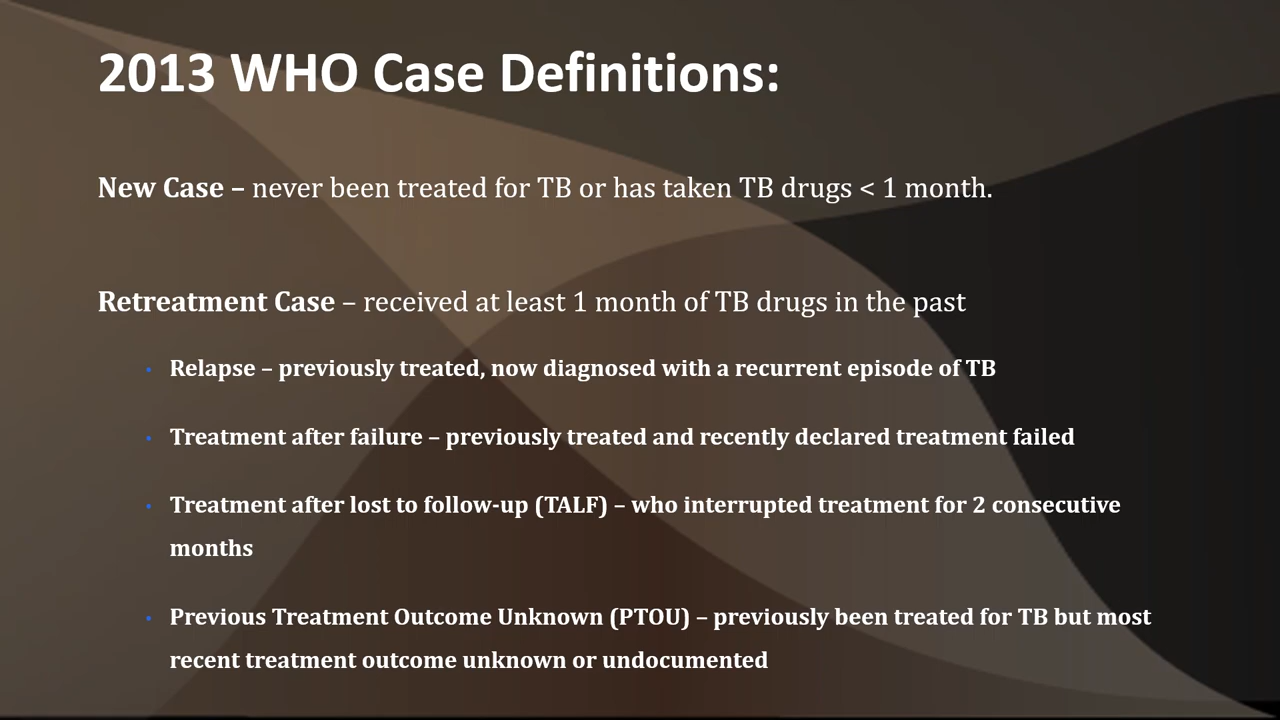 2013 WHO Case Definitions:
New Case – never been treated for TB or has taken TB drugs < 1 month.
Retreatment Case – received at least 1 month of TB drugs in the past
• Relapse – previously treated, now diagnosed with a recurrent episode of TB
• Treatment after failure – previously treated and recently declared treatment failed
• Treatment after lost to follow-up (TALF) – who interrupted treatment for 2 consecutive
months
• Previous Treatment Outcome Unknown (PTOU) – previously been treated for TB but most
recent treatment outcome unknown or undocumented